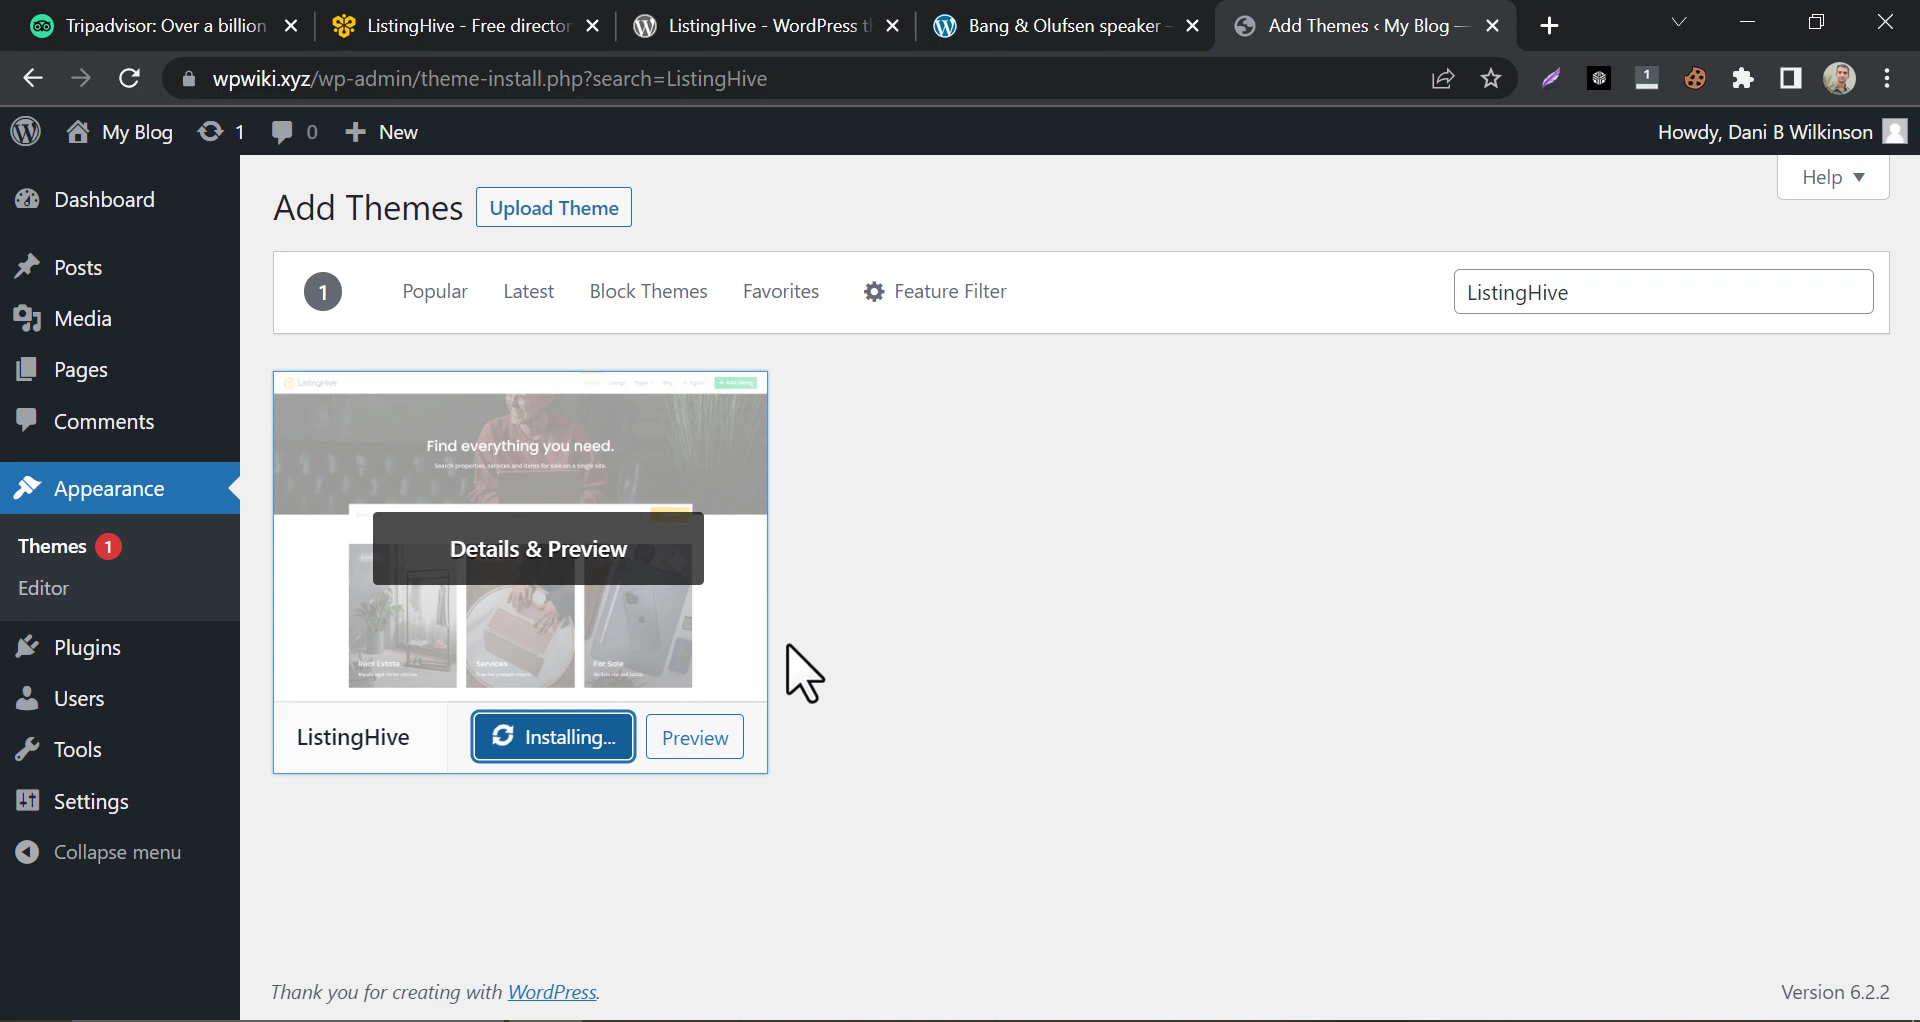 Tripadvisor: Over a billion
ListingHive - Free director
ListingHive - WordPress t
Bang & Olufsen speaker -
Add Themes ‹ My Blog —
wpwiki.xyz/wp-admin/theme-install.php?search=ListingHive
1
My Blog
1
0
New
Howdy, Dani B Wilkinson
Dashboard
Posts
Media
Pages
Comments
Appearance
Themes 1
Editor
Plugins
Users
Tools
Settings
Collapse menu
Help
Add Themes
Upload Theme
1
Popular
Latest
Block Themes
Favorites
Feature Filter
ListingHive
ListingHive
Find everything you need.
Search properties, services and items for sale on a single site.
Details & Preview
Real Estate
Services
For Sale
ListingHive
Installing...
Preview
Thank you for creating with WordPress.
Version 6.2.2